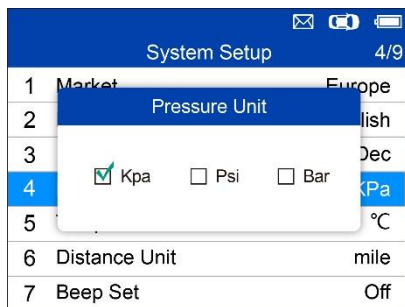 System Setup 4/9
1 Market Europe
Pressure Unit
2 lish
3 Dec
Kpa Psi Bar
4 KPa
5 ℃
6 Distance Unit mile
7 Beep Set Off